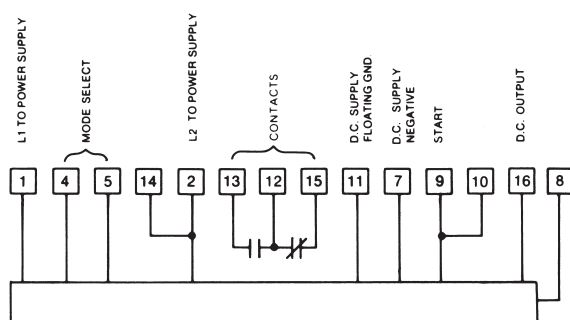 L1 TO POWER SUPPLY
MODE SELECT
L2 TO POWER SUPPLY
CONTACTS
D.C. SUPPLY
FLOATING GND.
D.C. SUPPLY
NEGATIVE
START
D.C. OUTPUT
1 4 5 14 2 13 12 15 11 7 9 10 16 8